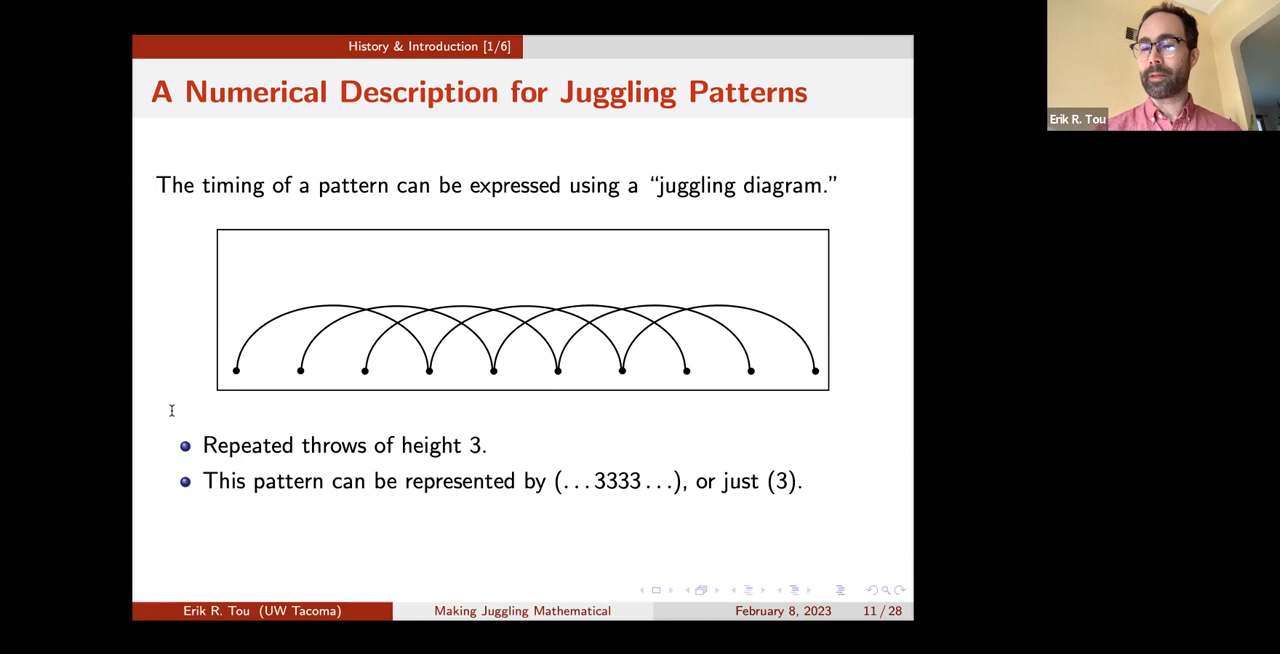 History & Introduction [1/6]
A Numerical Description for Juggling Patterns
The timing of a pattern can be expressed using a “juggling diagram.”
Repeated throws of height 3.
This pattern can be represented by (...3333...), or just (3).
Erik R. Tou (UW Tacoma)
Making Juggling Mathematical
February 8, 2023
11 / 28
Erik R. Tou